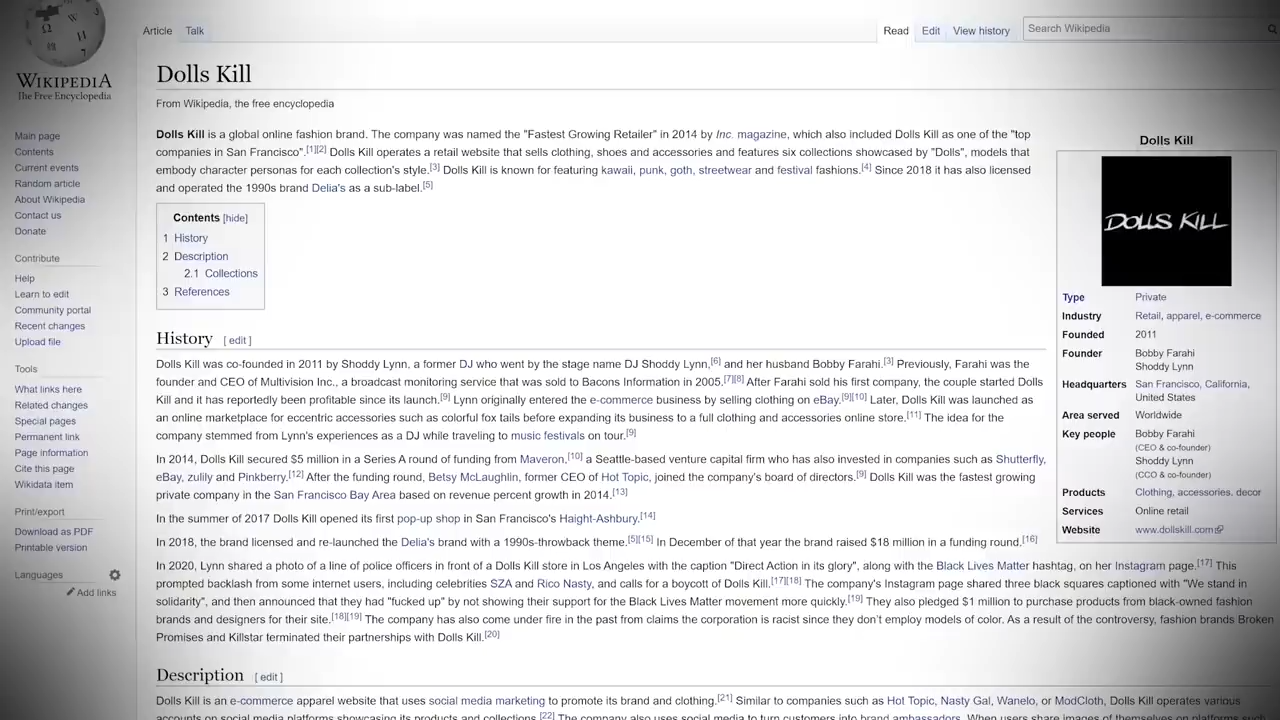 Article Talk Read Edit View history Search Wikipedia
WIKIPEDIA
The Free Encyclopedia
Main page
Contents
Current events
Random article
About Wikipedia
Contact us
Donate
Contribute
Help
Learn to edit
Community portal
Recent changes
Upload file
Tools
What links here
Related changes
Special pages
Permanent link
Page information
Cite this page
Wikidata item
Print/export
Download as PDF
Printable version
Languages
Add links
Dolls Kill
From Wikipedia, the free encyclopedia
Dolls Kill is a global online fashion brand. The company was named the "Fastest Growing Retailer" in 2014 by Inc. magazine, which also included Dolls Kill as one of the "top
companies in San Francisco".[1][2] Dolls Kill operates a retail website that sells clothing, shoes and accessories and features six collections showcased by "Dolls", models that
embody character personas for each collection's style.[3] Dolls Kill is known for featuring kawaii, punk, goth, streetwear and festival fashions.[4] Since 2018 it has also licensed
and operated the 1990s brand Delia's as a sub-label.[5]
Contents [hide]
1 History
2 Description
2.1 Collections
3 References
History [ edit ]
Dolls Kill was co-founded in 2011 by Shoddy Lynn, a former DJ who went by the stage name DJ Shoddy Lynn,[6] and her husband Bobby Farahi.[3] Previously, Farahi was the
founder and CEO of Multivision Inc., a broadcast monitoring service that was sold to Bacons Information in 2005.[7][8] After Farahi sold his first company, the couple started Dolls
Kill and it has reportedly been profitable since its launch.[9] Lynn originally entered the e-commerce business by selling clothing on eBay.[9][10] Later, Dolls Kill was launched as
an online marketplace for eccentric accessories such as colorful fox tails before expanding its business to a full clothing and accessories online store.[11] The idea for the
company stemmed from Lynn's experiences as a DJ while traveling to music festivals on tour.[9]
In 2014, Dolls Kill secured $5 million in a Series A round of funding from Maveron,[10] a Seattle-based venture capital firm who has also invested in companies such as Shutterfly,
eBay, zulily and Pinkberry.[12] After the funding round, Betsy McLaughlin, former CEO of Hot Topic, joined the company's board of directors.[9] Dolls Kill was the fastest growing
private company in the San Francisco Bay Area based on revenue percent growth in 2014.[13]
In the summer of 2017 Dolls Kill opened its first pop-up shop in San Francisco's Haight-Ashbury.[14]
In 2018, the brand licensed and re-launched the Delia's brand with a 1990s-throwback theme.[5][15] In December of that year the brand raised $18 million in a funding round.[16]
In 2020, Lynn shared a photo of a line of police officers in front of a Dolls Kill store in Los Angeles with the caption "Direct Action in its glory", along with the Black Lives Matter hashtag, on her Instagram page.[17] This
prompted backlash from some internet users, including celebrities SZA and Rico Nasty, and calls for a boycott of Dolls Kill.[17][18] The company's Instagram page shared three black squares captioned with "We stand in
solidarity", and then announced that they had "fucked up" by not showing their support for the Black Lives Matter movement more quickly.[19] They also pledged $1 million to purchase products from black-owned fashion
brands and designers for their site.[18][19] The company has also come under fire in the past from claims the corporation is racist since they don't employ models of color. As a result of the controversy, fashion brands Broken
Promises and Killstar terminated their partnerships with Dolls Kill.[20]
Description [ edit ]
Dolls Kill is an e-commerce apparel website that uses social media marketing to promote its brand and clothing.[21] Similar to companies such as Hot Topic, Nasty Gal, Wanelo, or ModCloth, Dolls Kill operates various
accounts on social media platforms showcasing its products and collections.[22] The company also uses social media to turn customers into brand ambassadors. When users share images of themselves on platforms such
Dolls Kill
DOLLS KILL
Type Private
Industry Retail, apparel, e-commerce
Founded 2011
Founder Bobby Farahi
Shoddy Lynn
Headquarters San Francisco, California,
United States
Area served Worldwide
Key people Bobby Farahi
(CEO & co-founder)
Shoddy Lynn
(CCO & co-founder)
Products Clothing, accessories, decor
Services Online retail
Website www.dollskill.com